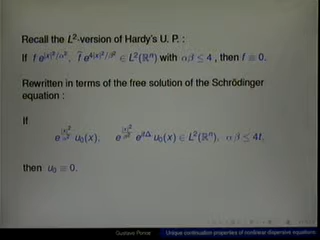 Recall the L²-version of Hardy's U. P. :
If f e^{|x|²/α²}, f̂ e^{4|x|²/β²} ∈ L²(ℝⁿ) with αβ ≤ 4, then f ≡ 0.
Rewritten in terms of the free solution of the Schrödinger
equation :
If
e^{|x|²/β²} u₀(x), e^{|x|²/α²} e^{itΔ} u₀(x) ∈ L²(ℝⁿ), α β ≤ 4t,
then u₀ ≡ 0.
Gustavo Ponce Unique continuation properties of nonlinear dispersive equations